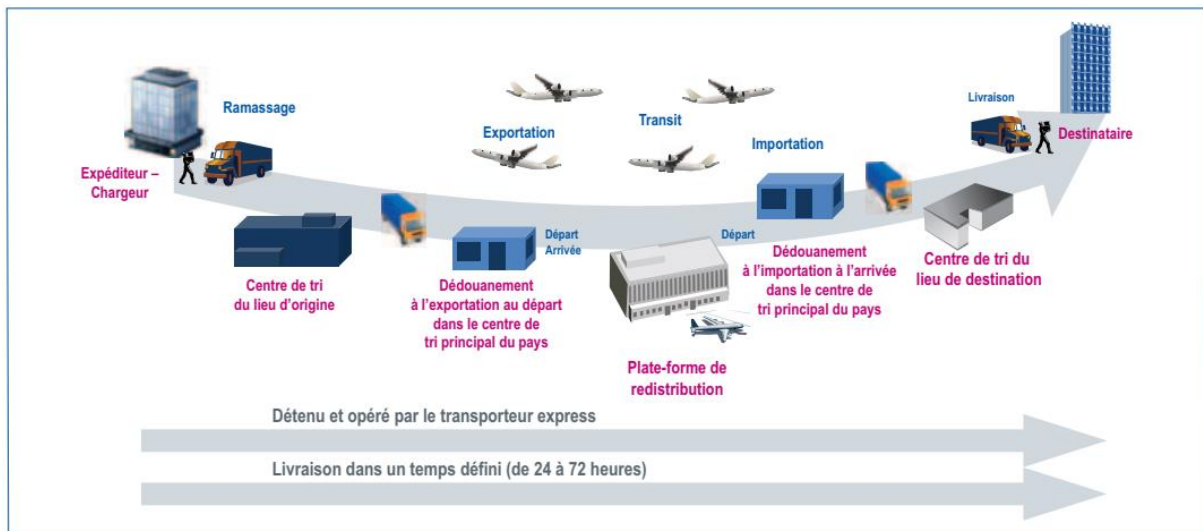 Ramassage
Expéditeur –
Chargeur
Centre de tri
du lieu d'origine
Exportation
Départ
Arrivée
Dédouanement
à l'exportation au départ
dans le centre de
tri principal du pays
Transit
Départ
Plate-forme de
redistribution
Importation
Dédouanement
à l'importation à l'arrivée
dans le centre de
tri principal du pays
Livraison
Destinataire
Centre de tri du
lieu de destination
Détenu et opéré par le transporteur express
Livraison dans un temps défini (de 24 à 72 heures)